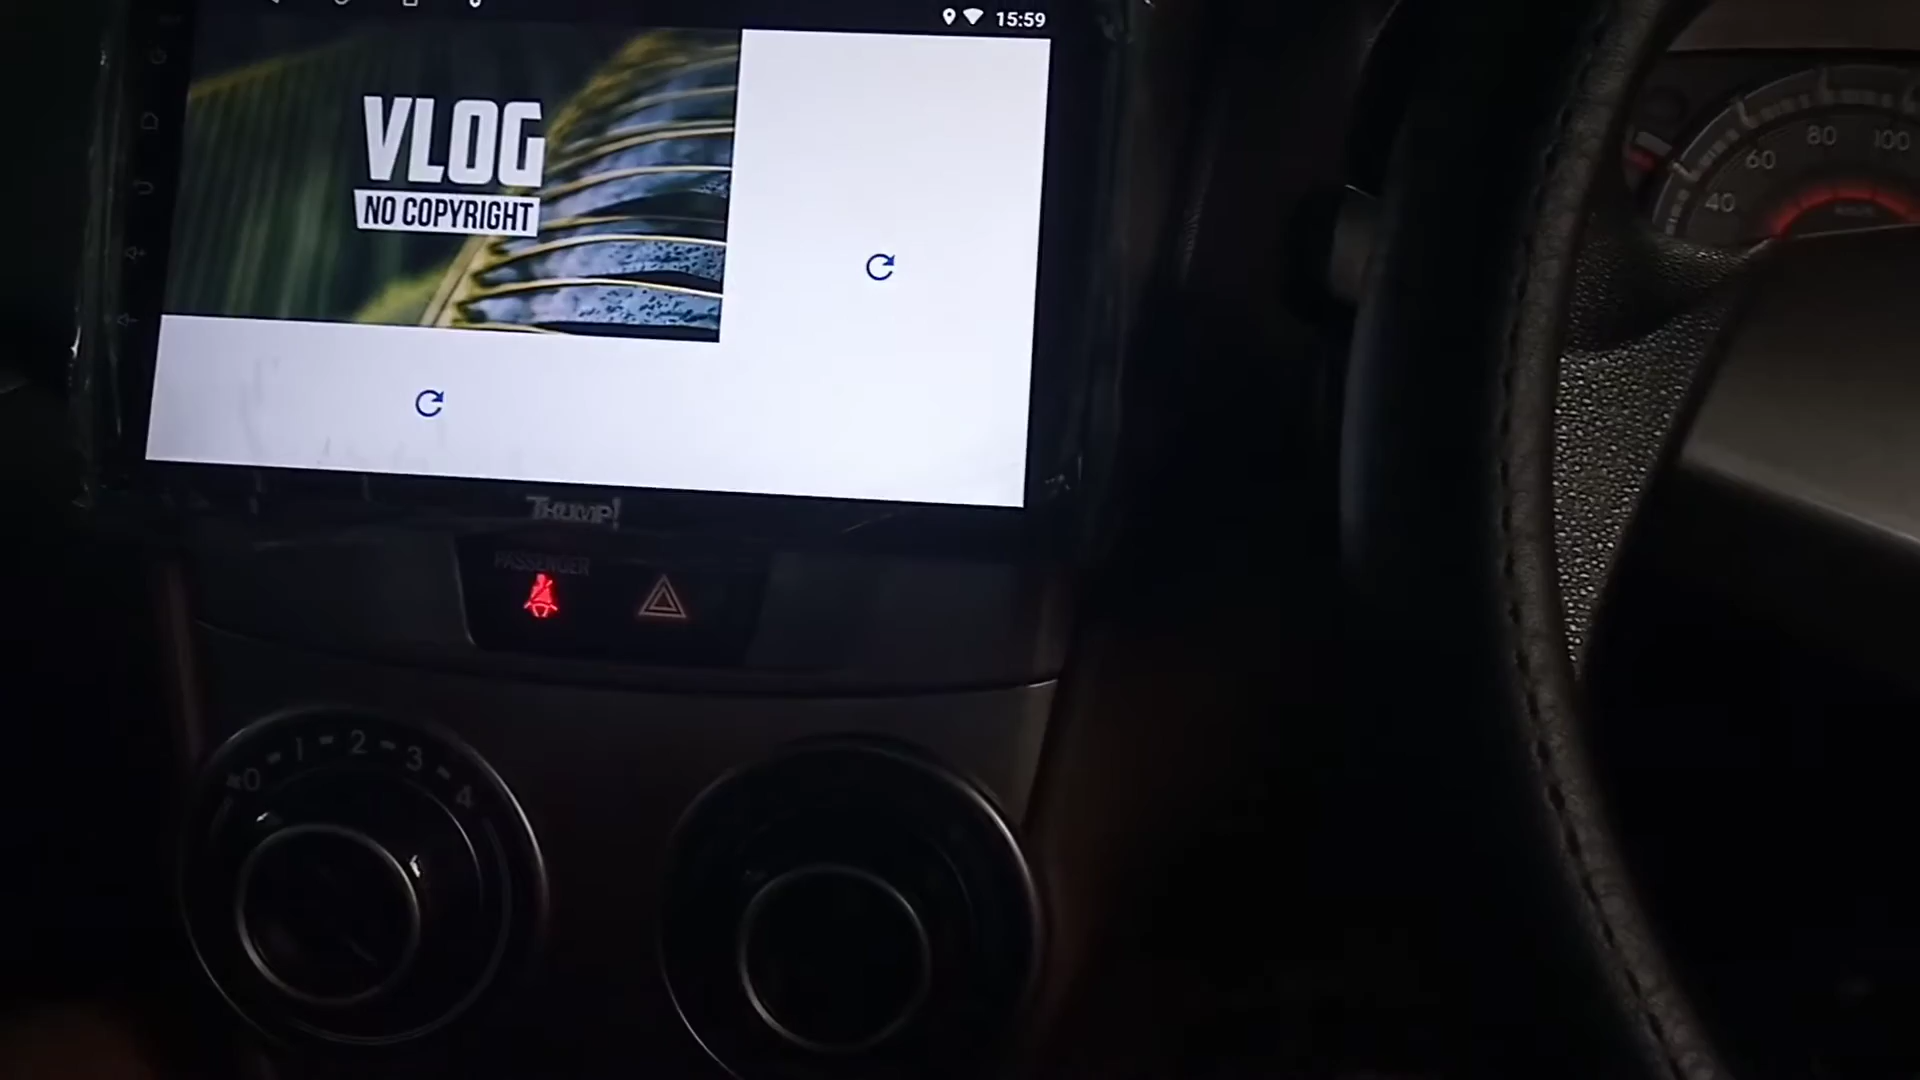 15:59
VLOG
NO COPYRIGHT
THUMP!
PASSENGER
0 - 1 - 2 - 3 - 4
40 60 80 100